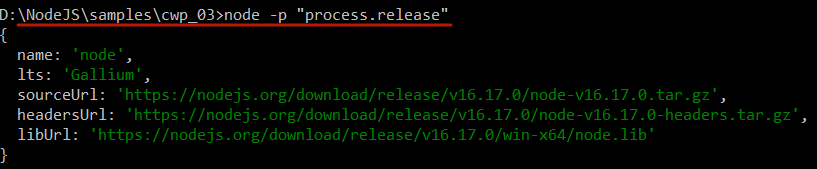 D:\NodeJS\samples\cwp_03>node -p "process.release"
{
  name: 'node',
  lts: 'Gallium',
  sourceUrl: 'https://nodejs.org/download/release/v16.17.0/node-v16.17.0.tar.gz',
  headersUrl: 'https://nodejs.org/download/release/v16.17.0/node-v16.17.0-headers.tar.gz',
  libUrl: 'https://nodejs.org/download/release/v16.17.0/win-x64/node.lib'
}